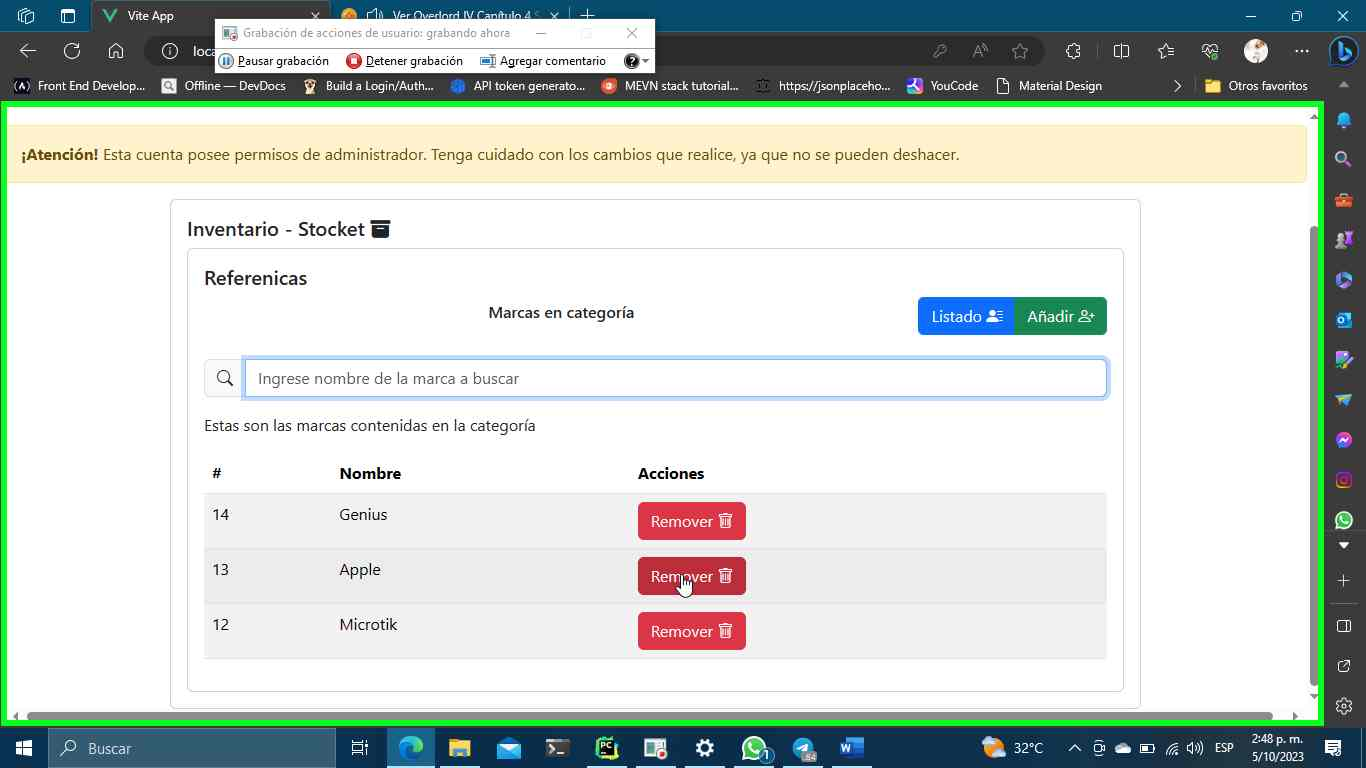 Vite App
Ver Overlord IV Capítulo 4 S
Grabación de acciones de usuario: grabando ahora
Pausar grabación
Detener grabación
Agregar comentario
loca
Front End Develop...
Offline — DevDocs
Build a Login/Auth...
API token generato...
MEVN stack tutorial...
https://jsonplaceho...
YouCode
Material Design
Otros favoritos
¡Atención! Esta cuenta posee permisos de administrador. Tenga cuidado con los cambios que realice, ya que no se pueden deshacer.
Inventario - Stocket
Referenicas
Marcas en categoría
Listado
Añadir
Ingrese nombre de la marca a buscar
Estas son las marcas contenidas en la categoría
# Nombre Acciones
14 Genius Remover
13 Apple Remover
12 Microtik Remover
Buscar
32°C
ESP
2:48 p. m.
5/10/2023